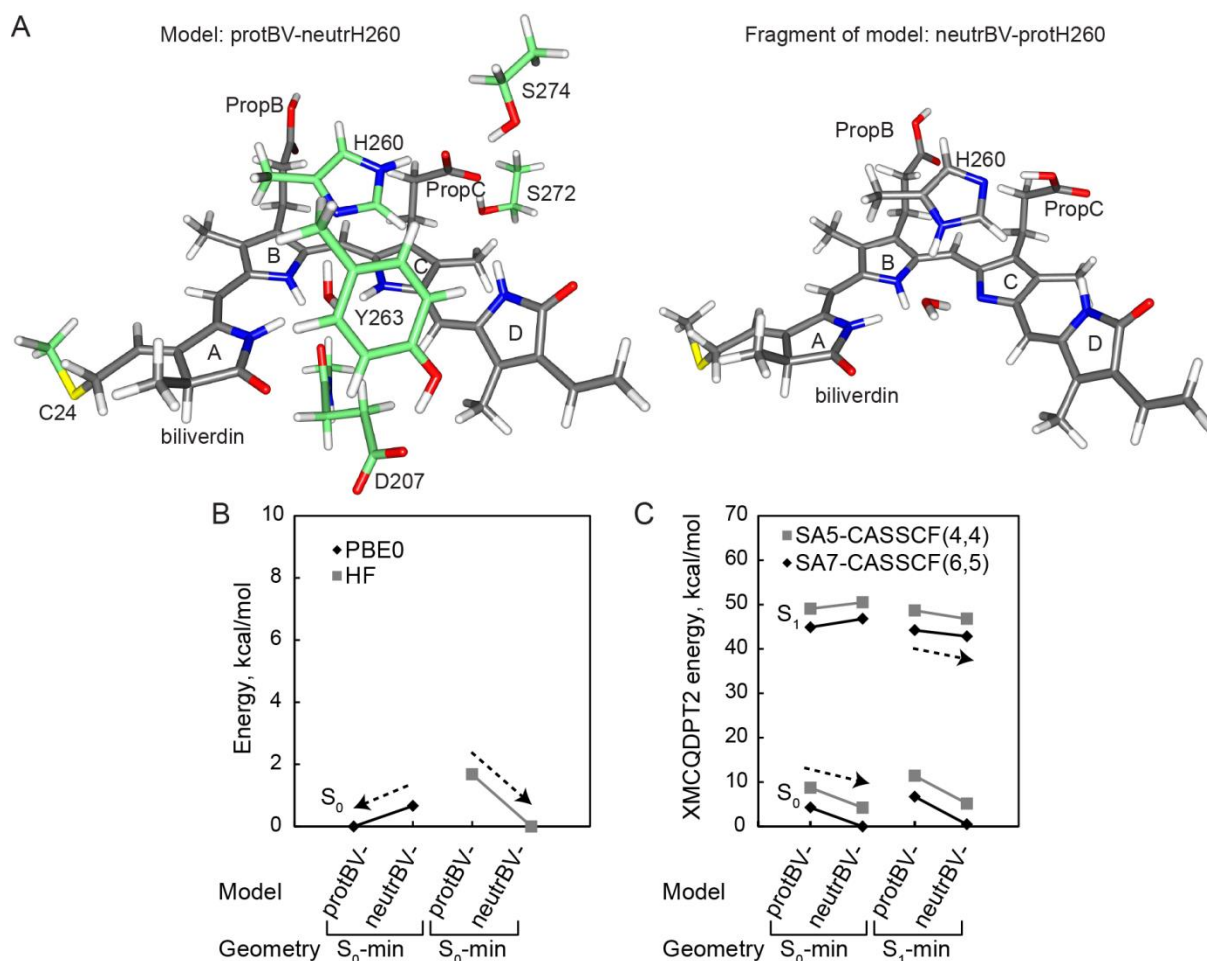 A
Model: protBV-neutrH260
Fragment of model: neutrBV-protH260
S274
PropB
H260
PropC
S272
B
C
Y263
A
D
C24
biliverdin
D207
PropB
H260
PropC
B
C
A
D
biliverdin
B
Energy, kcal/mol
10
8
6
4
2
0
PBE0
HF
S0
protBV-
neutrBV-
protBV-
neutrBV-
Model
Geometry
S0-min
S0-min
C
XMCQDPT2 energy, kcal/mol
70
60
50
40
30
20
10
0
SA5-CASSCF(4,4)
SA7-CASSCF(6,5)
S1
S0
protBV-
neutrBV-
protBV-
neutrBV-
S0-min
S1-min